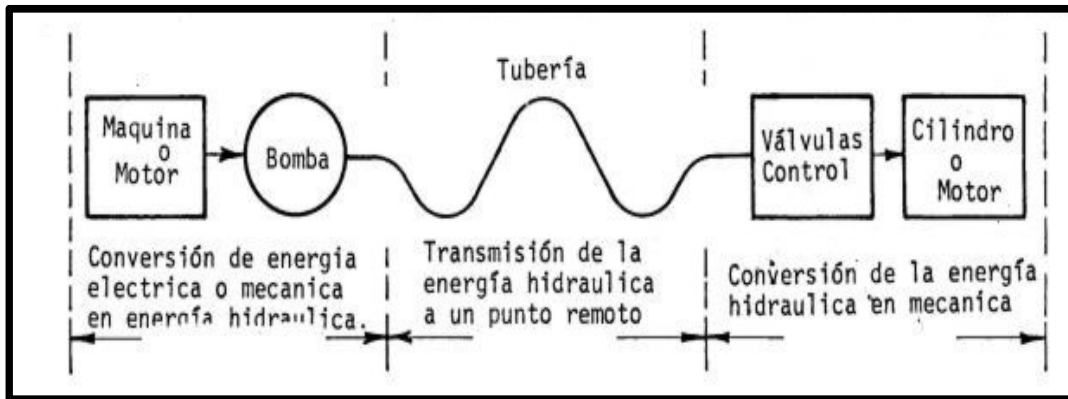 Tubería
Maquina
o
Motor
Bomba
Válvulas
Control
Cilindro
o
Motor
Conversión de energia
electrica o mecanica
en energía hidraulica.
Transmisión de la
energía hidraulica
a un punto remoto
Conversión de la energía
hidraulica en mecanica